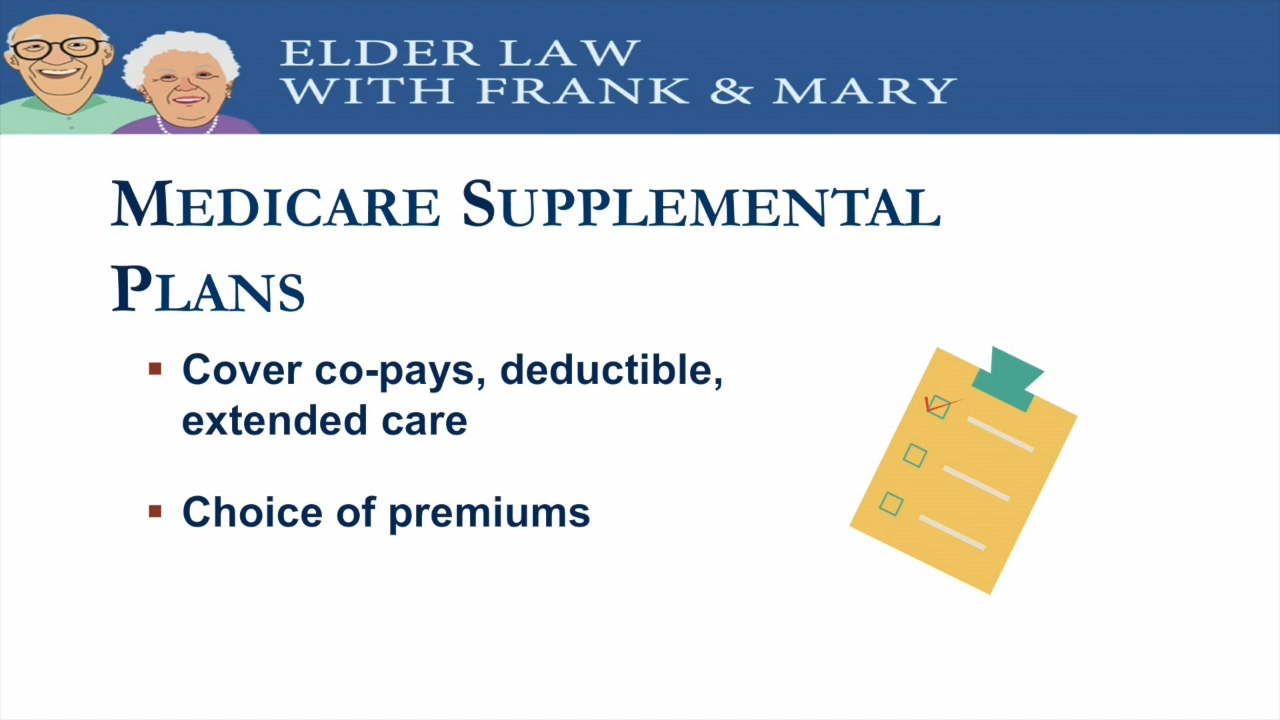 ELDER LAW
WITH FRANK & MARY
MEDICARE SUPPLEMENTAL
PLANS
▪ Cover co-pays, deductible,
extended care
▪ Choice of premiums